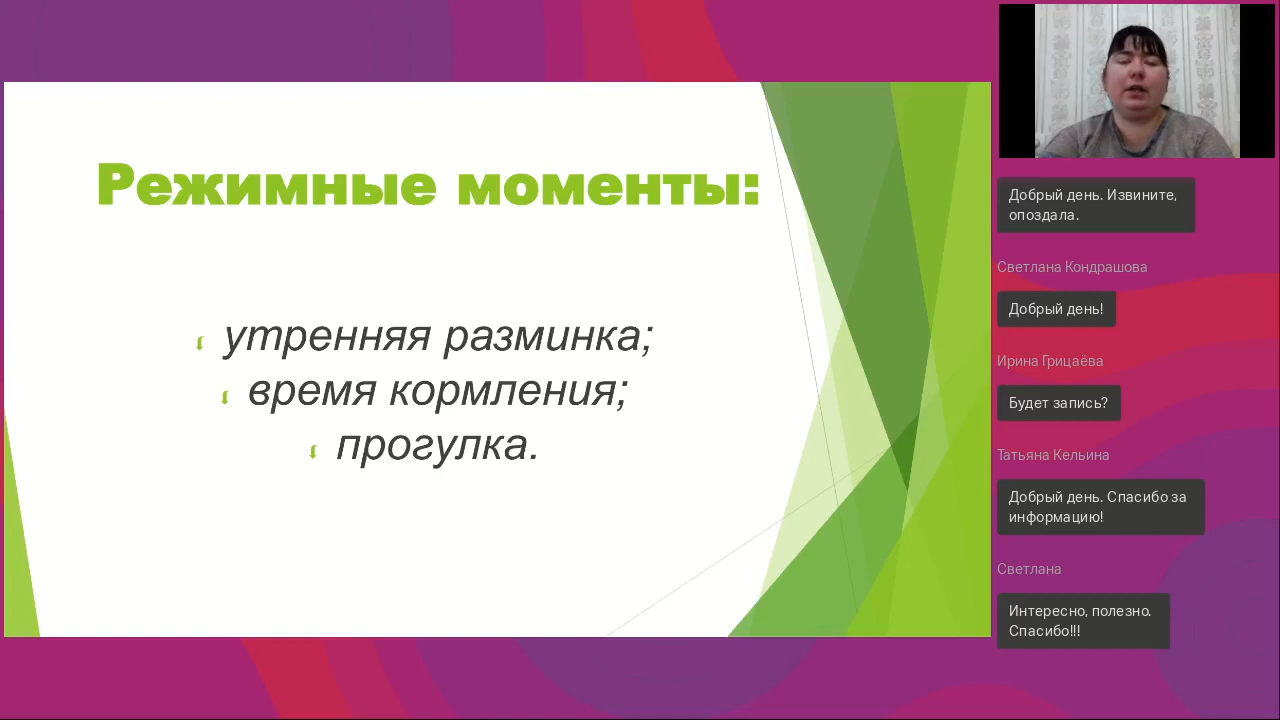 Режимные моменты:
утренняя разминка;
время кормления;
прогулка.
Добрый день. Извините,
опоздала.
Светлана Кондрашова
Добрый день!
Ирина Грицаёва
Будет запись?
Татьяна Кельина
Добрый день. Спасибо за
информацию!
Светлана
Интересно, полезно.
Спасибо!!!